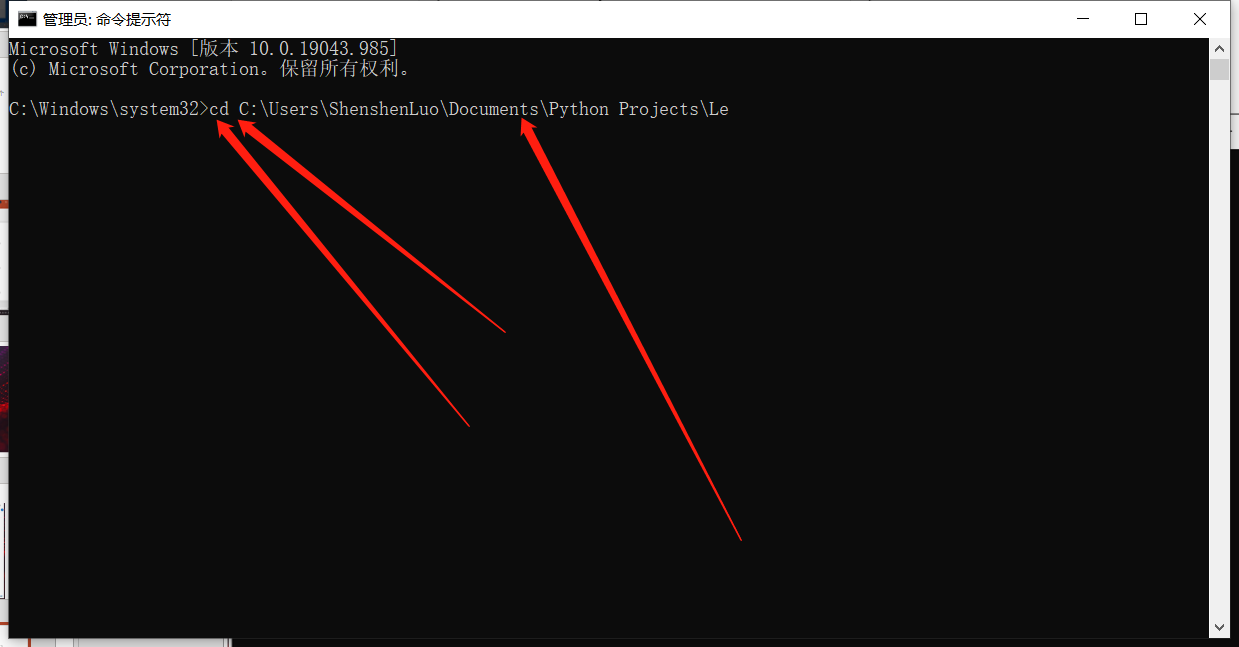 管理员: 命令提示符
Microsoft Windows [版本 10.0.19043.985]
(c) Microsoft Corporation。保留所有权利。
C:\Windows\system32>cd C:\Users\ShenshenLuo\Documents\Python Projects\Le